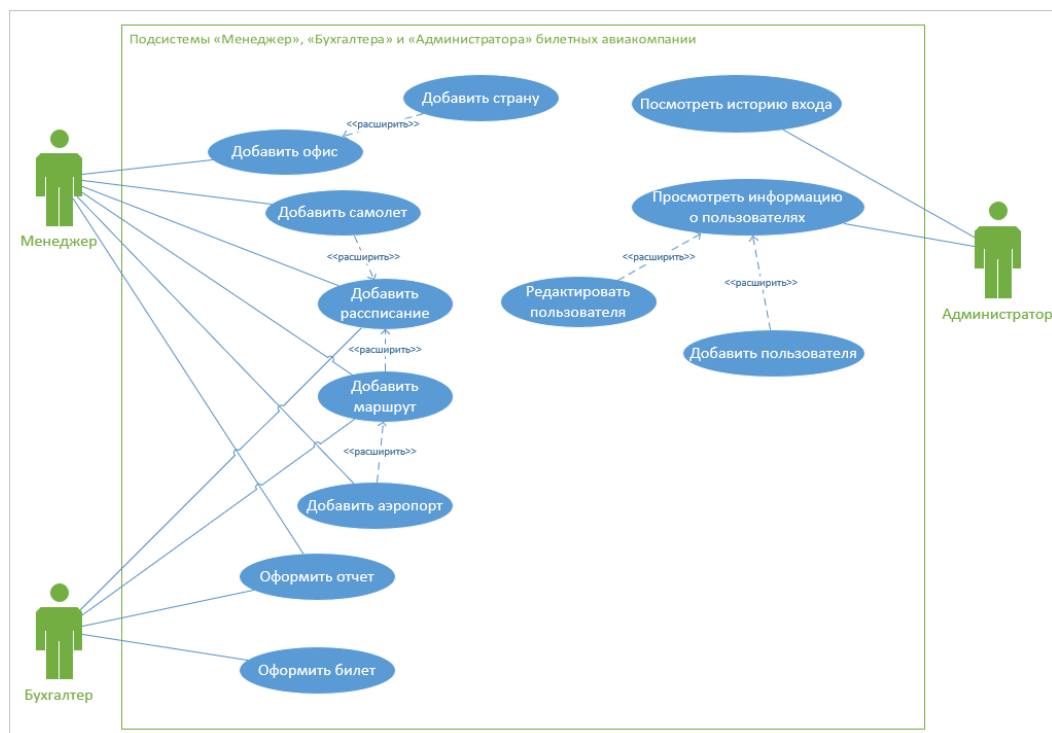 Подсистемы «Менеджер», «Бухгалтера» и «Администратора» билетных авиакомпании
Добавить страну
<<расширить>>
Добавить офис
Посмотреть историю входа
Менеджер
Добавить самолет
<<расширить>>
Просмотреть информацию
о пользователях
<<расширить>>
<<расширить>>
Добавить
рассписание
Редактировать
пользователя
Администратор
<<расширить>>
Добавить пользователя
Добавить
маршрут
<<расширить>>
Добавить аэропорт
Оформить отчет
Оформить билет
Бухгалтер